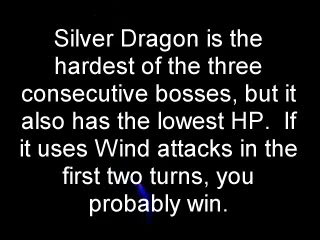 Silver Dragon is the
hardest of the three
consecutive bosses, but it
also has the lowest HP.  If
it uses Wind attacks in the
first two turns, you
probably win.